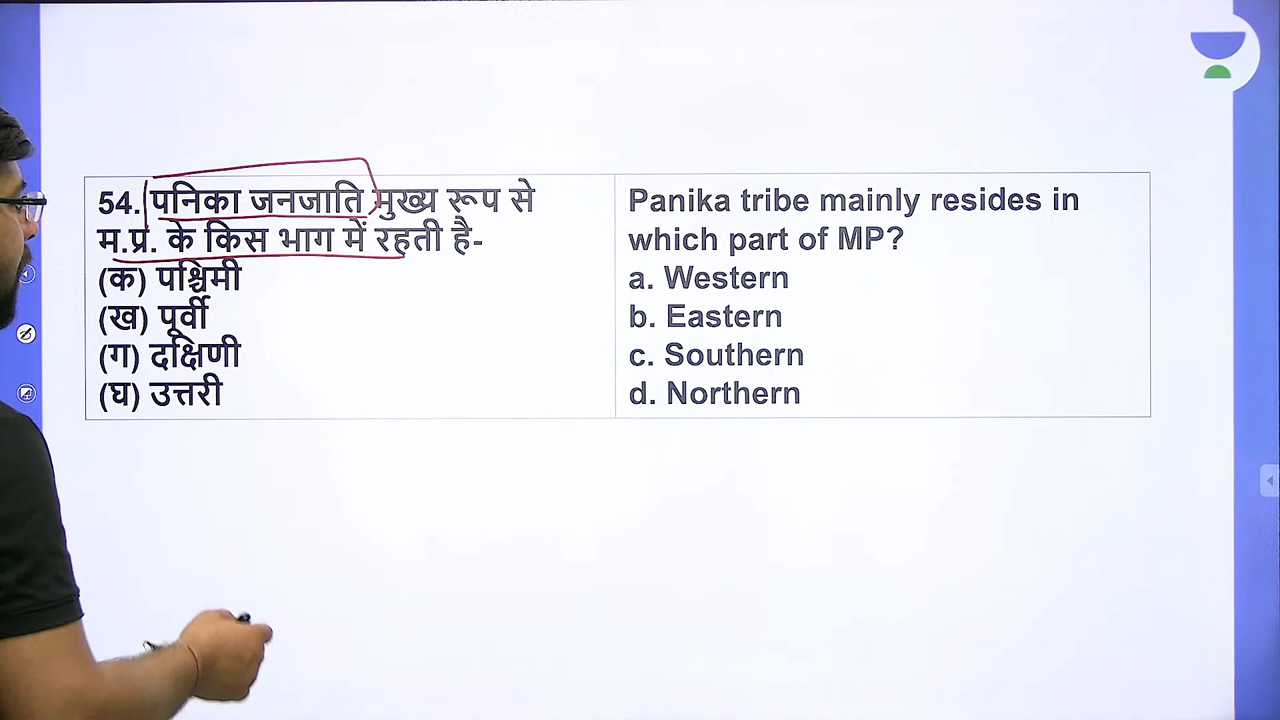 54. पनिका जनजाति मुख्य रूप से
म.प्र. के किस भाग में रहती है-
(क) पश्चिमी
(ख) पूर्वी
(ग) दक्षिणी
(घ) उत्तरी
Panika tribe mainly resides in
which part of MP?
a. Western
b. Eastern
c. Southern
d. Northern